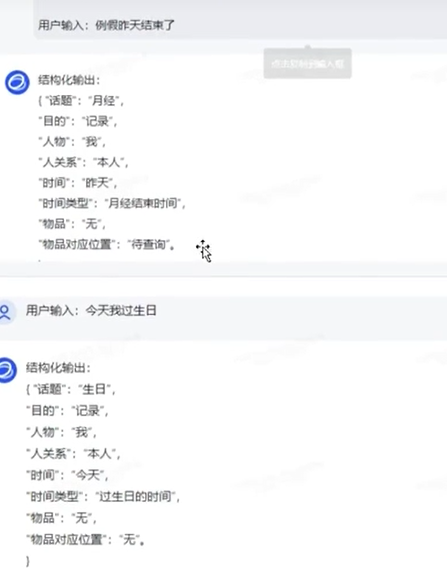 用户输入：例假昨天结束了
点击复制到输入框
结构化输出：
{ "话题"："月经"，
"目的"："记录"，
"人物"："我"，
"人关系"："本人"，
"时间"："昨天"，
"时间类型"："月经结束时间"，
"物品"："无"，
"物品对应位置"："待查询"。
用户输入：今天我过生日
结构化输出：
{ "话题"："生日"，
"目的"："记录"，
"人物"："我"，
"人关系"："本人"，
"时间"："今天"，
"时间类型"："过生日的时间"，
"物品"："无"，
"物品对应位置"："无"。
}